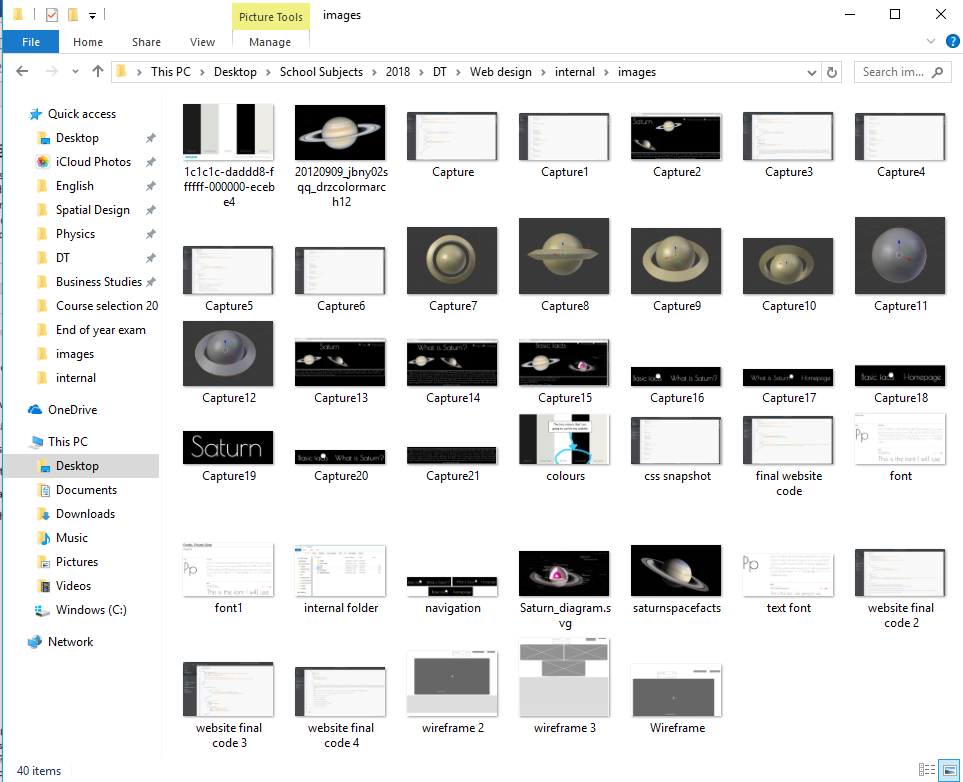 Picture Tools
images
File
Home
Share
View
Manage
This PC
Desktop
School Subjects
2018
DT
Web design
internal
images
Search im...
Quick access
Desktop
iCloud Photos
English
Spatial Design
Physics
DT
Business Studies
Course selection 20
End of year exam
images
internal
OneDrive
This PC
Desktop
Documents
Downloads
Music
Pictures
Videos
Windows (C:)
Network
1c1c1c-daddd8-f
fffff-000000-eceb
e4
20120909_jbny02s
qq_drzcolormarc
h12
Capture
Capture1
Saturn
Capture2
Capture3
Capture4
Capture5
Capture6
Capture7
Capture8
Capture9
Capture10
Capture11
Capture12
Saturn
Capture13
What is Saturn?
Capture14
Basic facts
Capture15
Basic facts What is Saturn?
Capture16
What is Saturn? Homepage
Capture17
Basic facts Homepage
Capture18
Saturn
Capture19
Basic facts What is Saturn?
Capture20
Capture21
colours
css snapshot
final website
code
Pp
This is the font I will use
font
Pp
This is the font I will use
font1
internal folder
navigation
Saturn_diagram.s
vg
saturnspacefacts
Pp
text font
website final
code 2
website final
code 3
website final
code 4
wireframe 2
wireframe 3
Wireframe
40 items